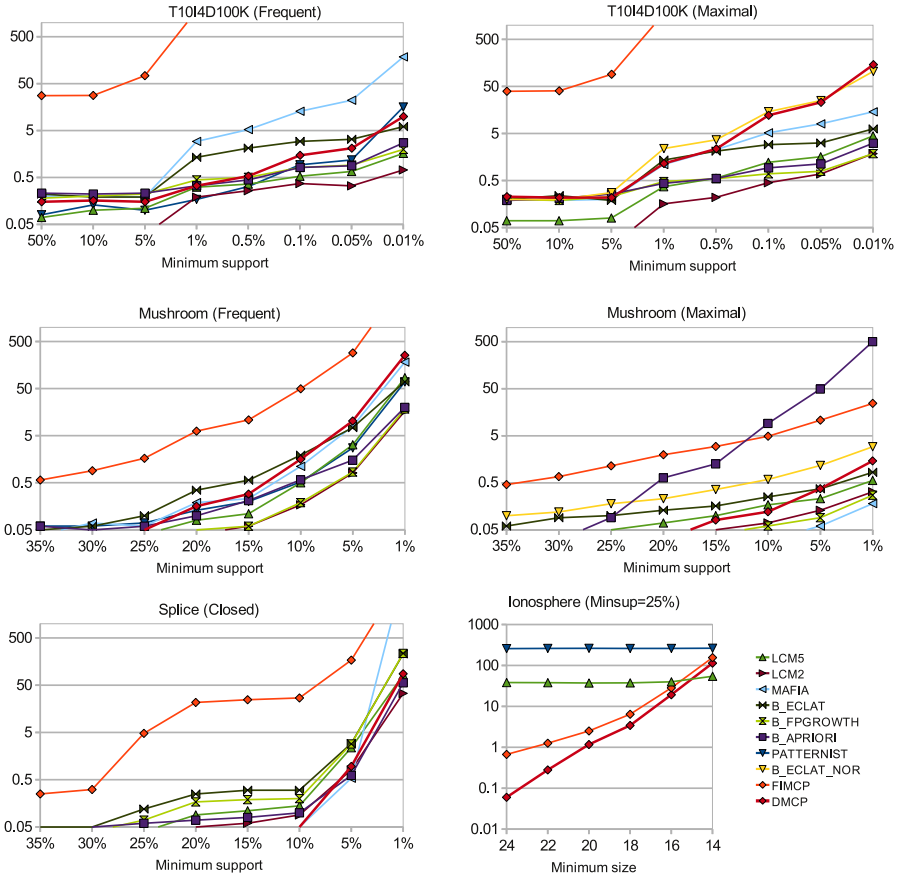 T10I4D100K (Frequent)
500
50
5
0.5
0.05
50% 10% 5% 1% 0.5% 0.1% 0.05% 0.01%
Minimum support
T10I4D100K (Maximal)
500
50
5
0.5
0.05
50% 10% 5% 1% 0.5% 0.1% 0.05% 0.01%
Minimum support
Mushroom (Frequent)
500
50
5
0.5
0.05
35% 30% 25% 20% 15% 10% 5% 1%
Minimum support
Mushroom (Maximal)
500
50
5
0.5
0.05
35% 30% 25% 20% 15% 10% 5% 1%
Minimum support
Splice (Closed)
500
50
5
0.5
0.05
35% 30% 25% 20% 15% 10% 5% 1%
Minimum support
Ionosphere (Minsup=25%)
1000
100
10
1
0.1
0.01
24 22 20 18 16 14
Minimum size
LCM5
LCM2
MAFIA
B_ECLAT
B_FPGROWTH
B_APRIORI
PATTERNIST
B_ECLAT_NOR
FIMCP
DMCP